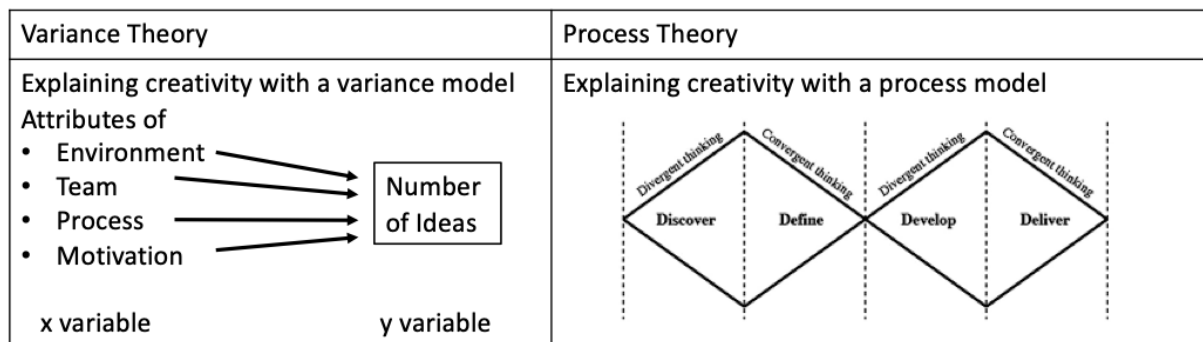 Variance Theory
Process Theory
Explaining creativity with a variance model
Attributes of
• Environment
• Team
• Process
• Motivation
Number
of Ideas
x variable
y variable
Explaining creativity with a process model
Divergent thinking
Convergent thinking
Divergent thinking
Convergent thinking
Discover
Define
Develop
Deliver